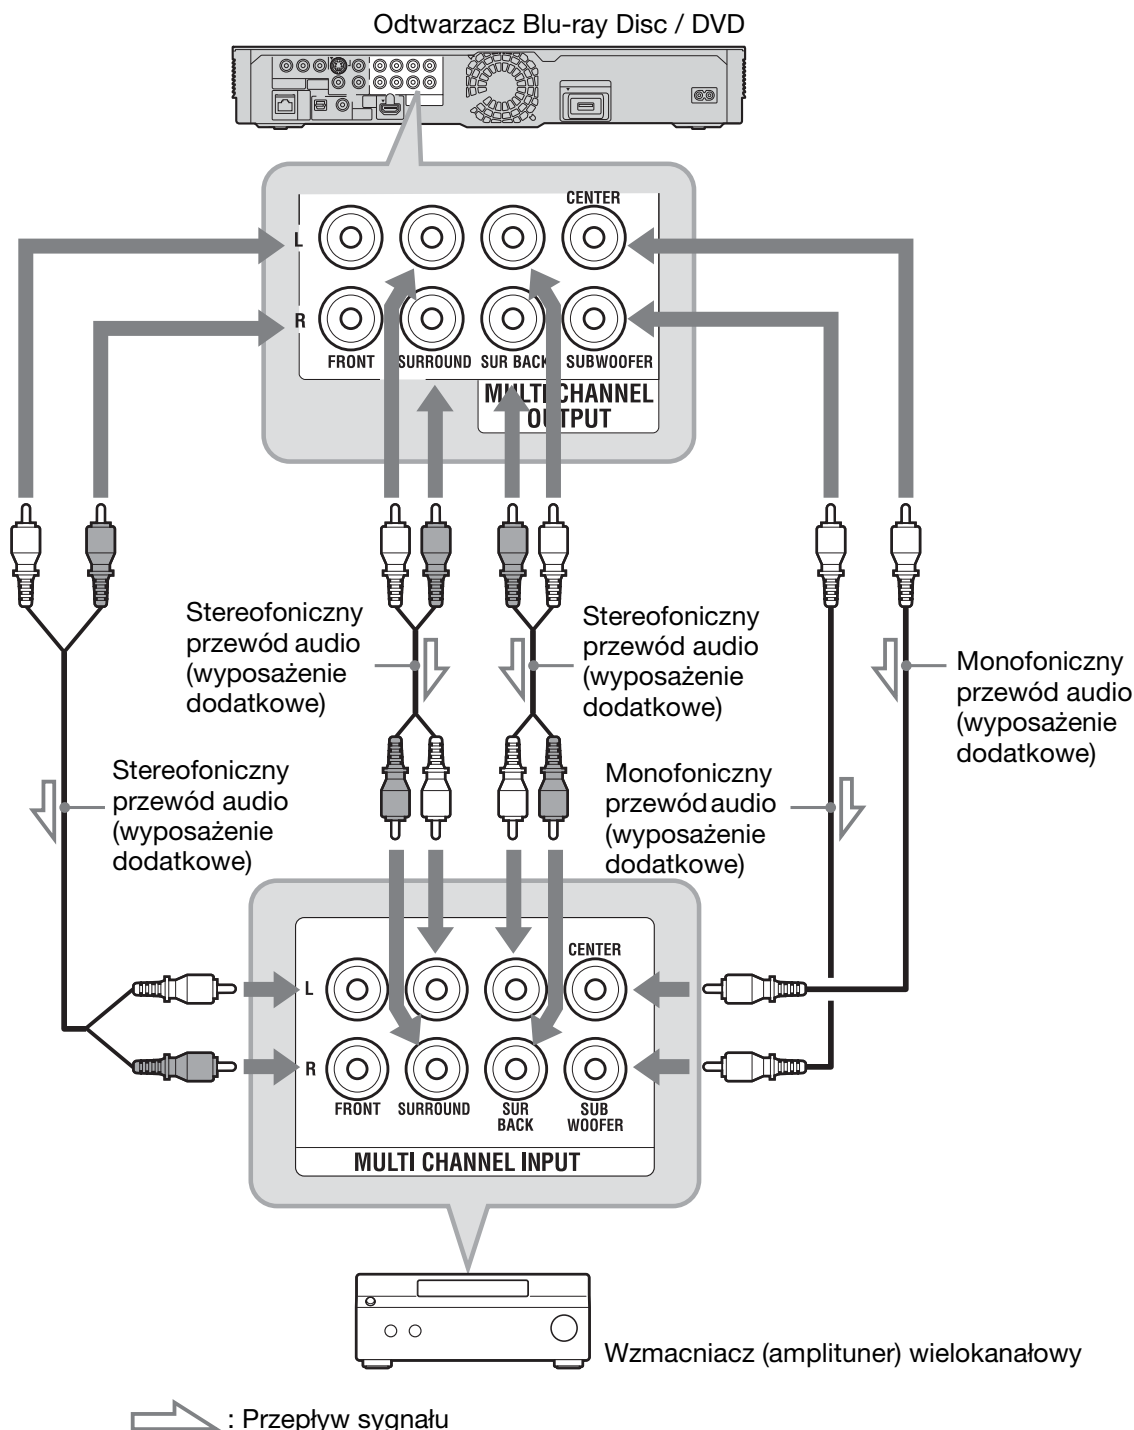 Odtwarzacz Blu-ray Disc / DVD
CENTER
L
R
FRONT
SURROUND
SUR BACK
SUBWOOFER
MULTI CHANNEL
OUTPUT
Stereofoniczny
przewód audio
(wyposażenie
dodatkowe)
Stereofoniczny
przewód audio
(wyposażenie
dodatkowe)
Monofoniczny
przewód audio
(wyposażenie
dodatkowe)
Stereofoniczny
przewód audio
(wyposażenie
dodatkowe)
Monofoniczny
przewód audio
(wyposażenie
dodatkowe)
CENTER
L
R
FRONT
SURROUND
SUR
BACK
SUB
WOOFER
MULTI CHANNEL INPUT
Wzmacniacz (amplituner) wielokanałowy
: Przepływ sygnału